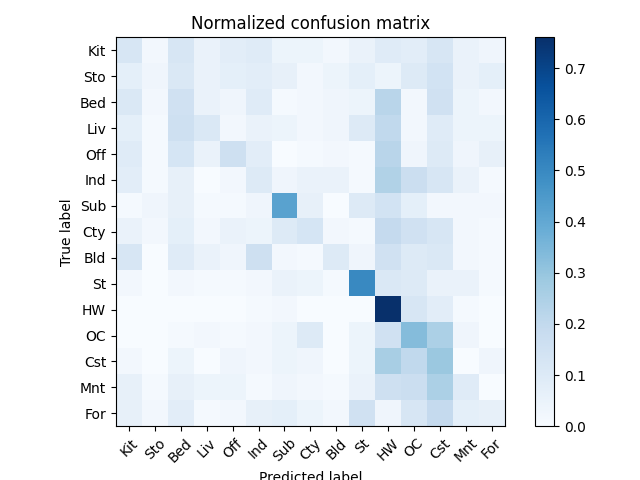 Normalized confusion matrix
True label
Kit
Sto
Bed
Liv
Off
Ind
Sub
Cty
Bld
St
HW
OC
Cst
Mnt
For
Kit Sto Bed Liv Off Ind Sub Cty Bld St HW OC Cst Mnt For
Predicted label
0.7
0.6
0.5
0.4
0.3
0.2
0.1
0.0